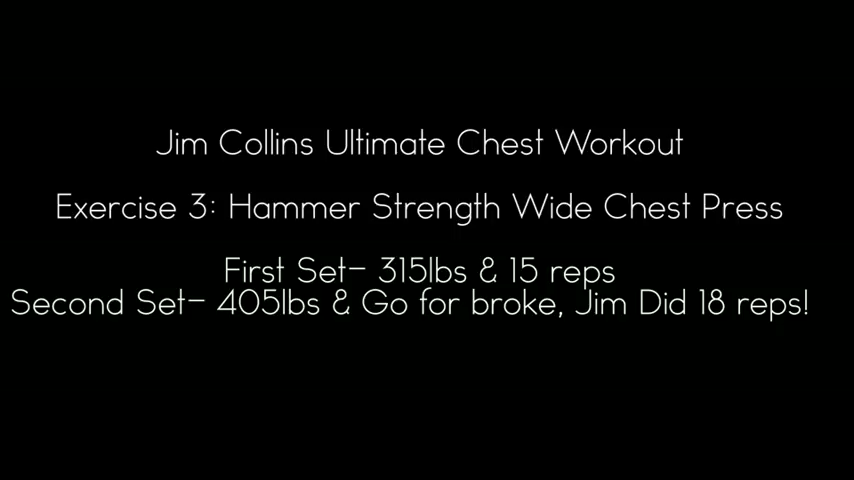 Jim Collins Ultimate Chest Workout
Exercise 3: Hammer Strength Wide Chest Press
First Set- 315lbs & 15 reps
Second Set- 405lbs & Go for broke, Jim Did 18 reps!